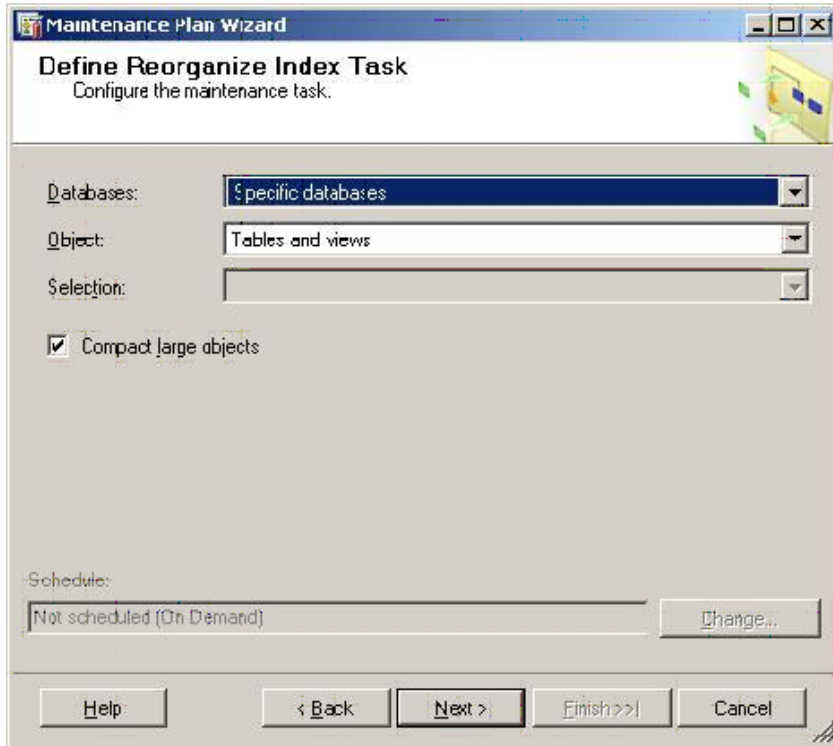 Maintenance Plan Wizard
Define Reorganize Index Task
Configure the maintenance task.
Databases: Specific databases
Object: Tables and views
Selection:
Compact large objects
Schedule:
Not scheduled (On Demand) Change...
Help < Back Next > Finish >>| Cancel